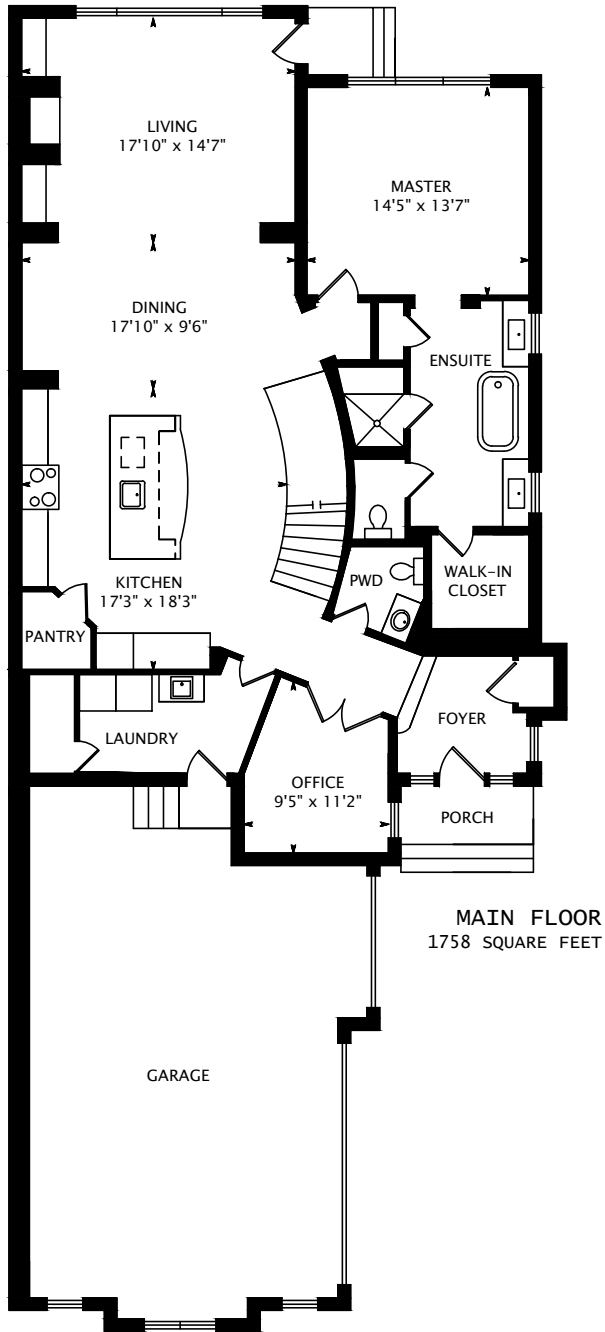 LIVING
17'10" x 14'7"
MASTER
14'5" x 13'7"
DINING
17'10" x 9'6"
ENSUITE
KITCHEN
17'3" x 18'3"
PWD
WALK-IN
CLOSET
PANTRY
LAUNDRY
FOYER
OFFICE
9'5" x 11'2"
PORCH
MAIN FLOOR
1758 SQUARE FEET
GARAGE